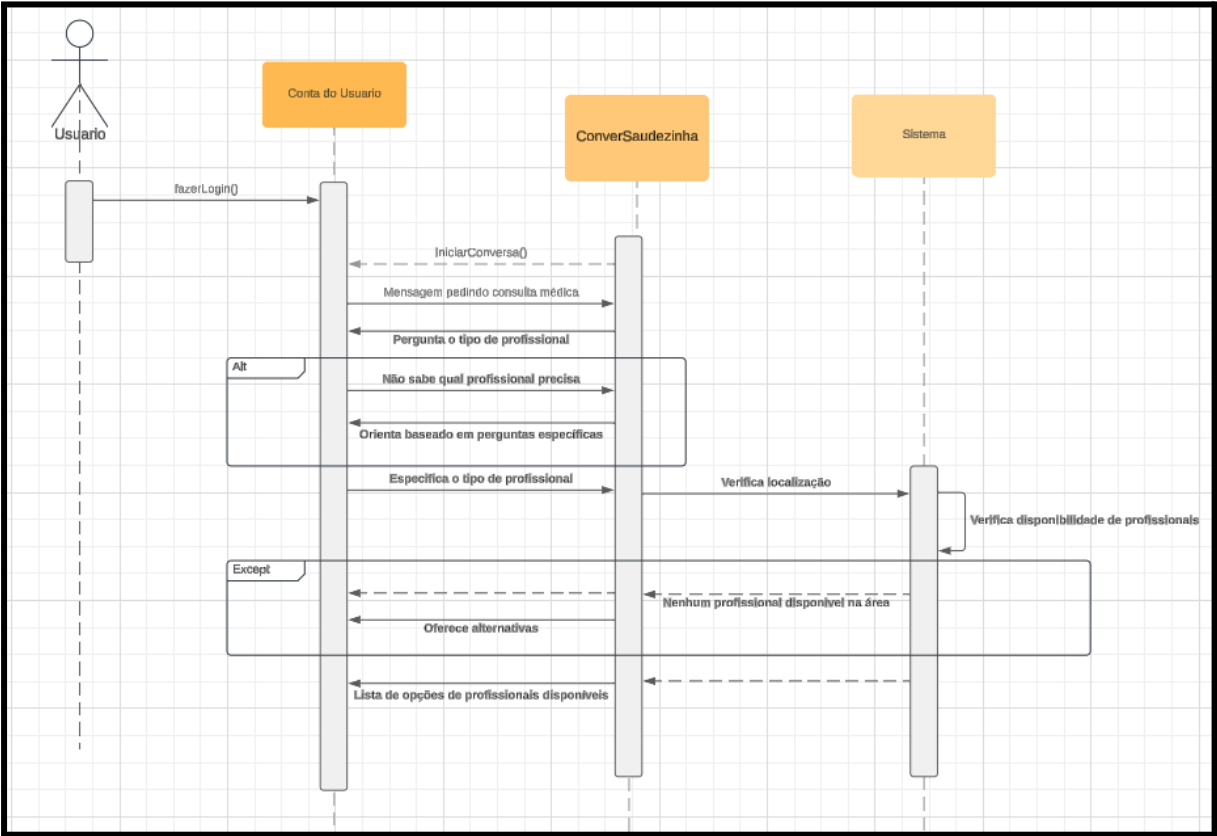 Usuario
Conta do Usuario
ConverSaudezinha
Sistema
fazerLogin()
IniciarConversa()
Mensagem pedindo consulta médica
Pergunta o tipo de profissional
Alt
Não sabe qual profissional precisa
Orienta baseado em perguntas específicas
Especifica o tipo de profissional
Verifica localização
Verifica disponibilidade de profissionais
Except
Nenhum profissional disponível na área
Oferece alternativas
Lista de opções de profissionais disponíveis